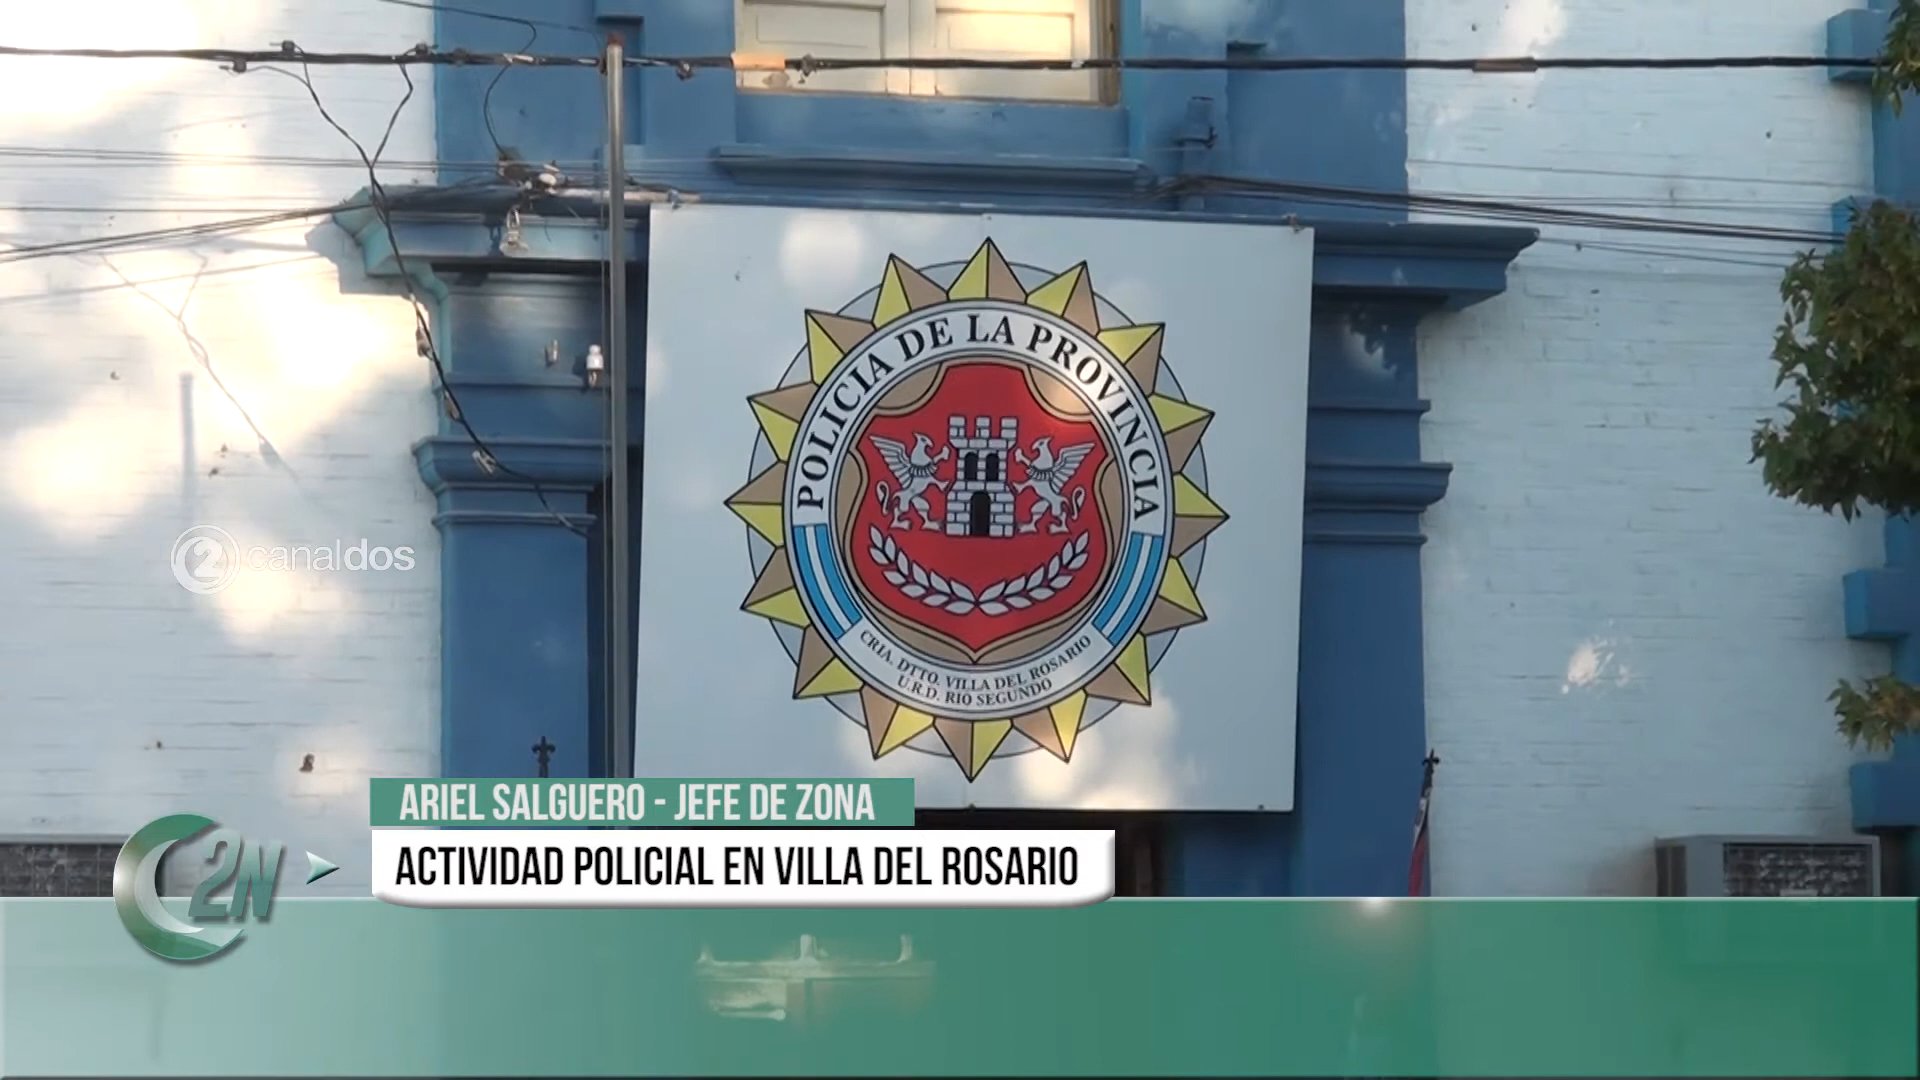 POLICIA DE LA PROVINCIA
CRIA. DTTO. VILLA DEL ROSARIO
U.R.D. RIO SEGUNDO
2 canaldos
ARIEL SALGUERO - JEFE DE ZONA
2N
ACTIVIDAD POLICIAL EN VILLA DEL ROSARIO